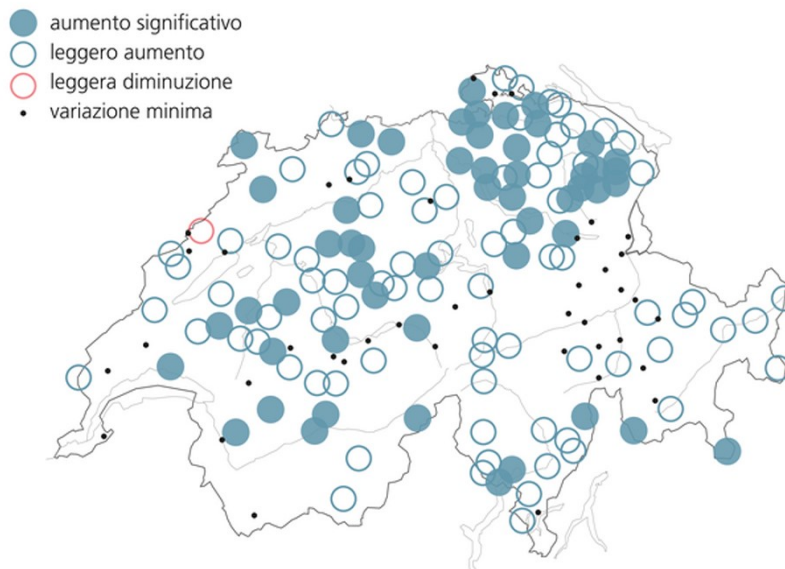 aumento significativo
leggero aumento
leggera diminuzione
variazione minima